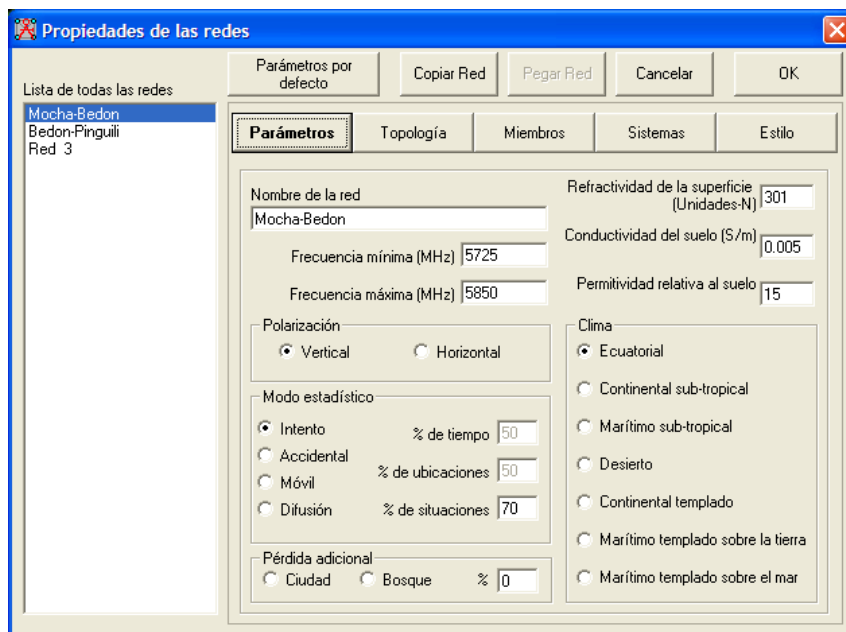 Propiedades de las redes
Lista de todas las redes
Mocha-Bedon
Bedon-Pinguili
Red 3
Parámetros por
defecto
Copiar Red
Pegar Red
Cancelar
OK
Parámetros
Topología
Miembros
Sistemas
Estilo
Nombre de la red
Mocha-Bedon
Frecuencia mínima (MHz) 5725
Frecuencia máxima (MHz) 5850
Refractividad de la superficie
(Unidades-N) 301
Conductividad del suelo (S/m) 0.005
Permitividad relativa al suelo 15
Polarización
Vertical
Horizontal
Modo estadístico
Intento
Accidental
Móvil
Difusión
% de tiempo 50
% de ubicaciones 50
% de situaciones 70
Pérdida adicional
Ciudad
Bosque
% 0
Clima
Ecuatorial
Continental sub-tropical
Marítimo sub-tropical
Desierto
Continental templado
Marítimo templado sobre la tierra
Marítimo templado sobre el mar